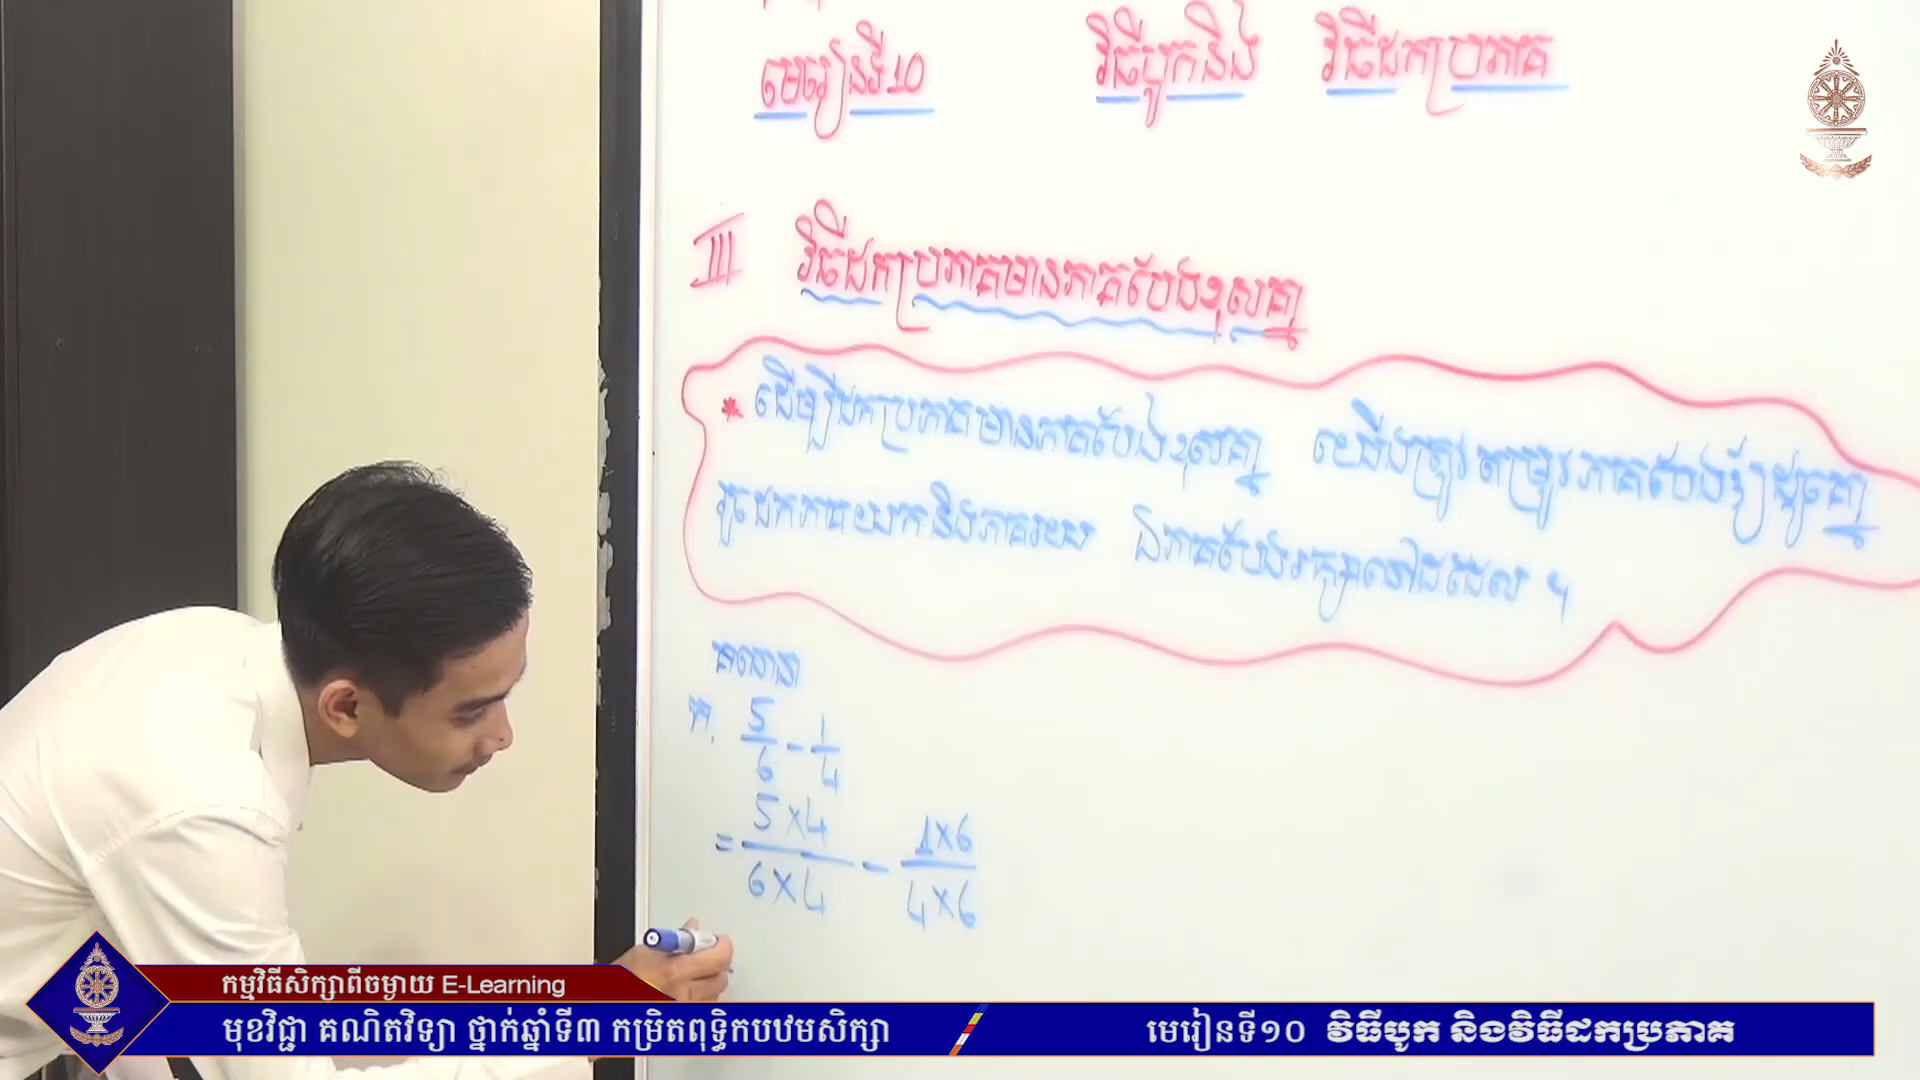 មេរៀនទី10 វិធីបូកនិង វិធីដកប្រភាគ
III វិធីដកប្រភាគមានភាគបែងខុសគ្នា
* ដើម្បីដកប្រភាគមានភាគបែងខុសគ្នា យើងត្រូវតម្រូវភាគបែងឱ្យដូចគ្នា
រួចដកភាគយកនិងភាគយក ឯភាគបែងរក្សានៅដដែល ។
គណនា
ក. 5/6 - 1/4
= 5×4/6×4 - 1×6/4×6
កម្មវិធីសិក្សាពីចម្ងាយ E-Learning
មុខវិជ្ជា គណិតវិទ្យា ថ្នាក់ឆ្នាំទី៣ កម្រិតពុទ្ធិកបឋមសិក្សា
មេរៀនទី១០ វិធីបូក និងវិធីដកប្រភាគ